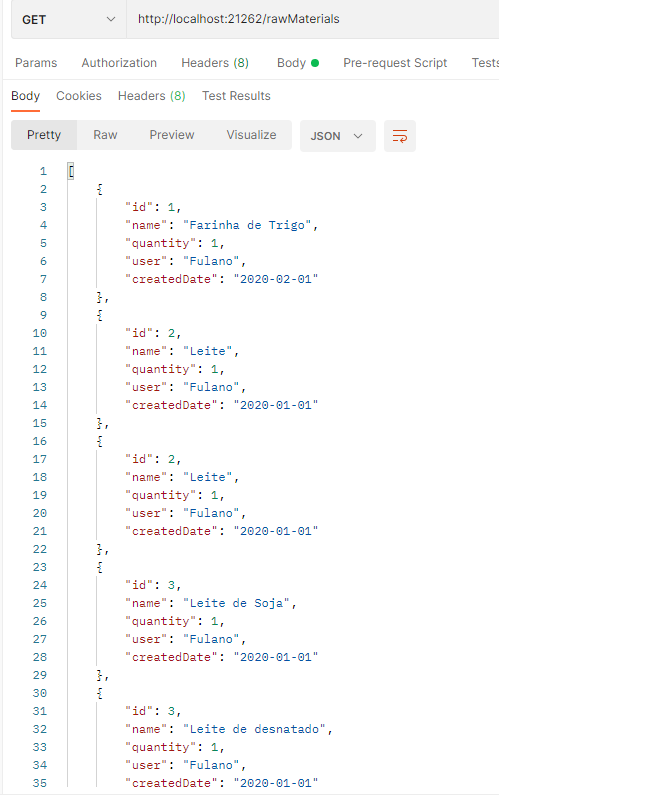 GET http://localhost:21262/rawMaterials
Params Authorization Headers (8) Body Pre-request Script Tests
Body Cookies Headers (8) Test Results
Pretty Raw Preview Visualize JSON
1 [
2 {
3 "id": 1,
4 "name": "Farinha de Trigo",
5 "quantity": 1,
6 "user": "Fulano",
7 "createdDate": "2020-02-01"
8 },
9 {
10 "id": 2,
11 "name": "Leite",
12 "quantity": 1,
13 "user": "Fulano",
14 "createdDate": "2020-01-01"
15 },
16 {
17 "id": 2,
18 "name": "Leite",
19 "quantity": 1,
20 "user": "Fulano",
21 "createdDate": "2020-01-01"
22 },
23 {
24 "id": 3,
25 "name": "Leite de Soja",
26 "quantity": 1,
27 "user": "Fulano",
28 "createdDate": "2020-01-01"
29 },
30 {
31 "id": 3,
32 "name": "Leite de desnatado",
33 "quantity": 1,
34 "user": "Fulano",
35 "createdDate": "2020-01-01"